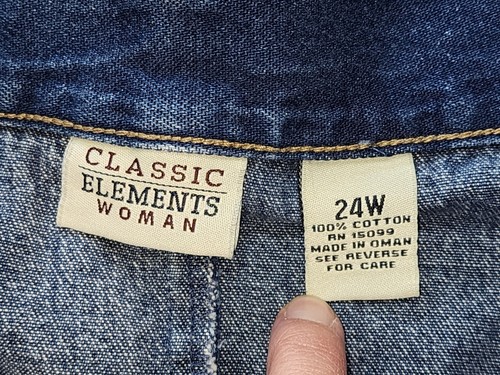 CLASSIC
ELEMENTS
WOMAN
24W
100% COTTON
RN 15099
MADE IN OMAN
SEE REVERSE
FOR CARE